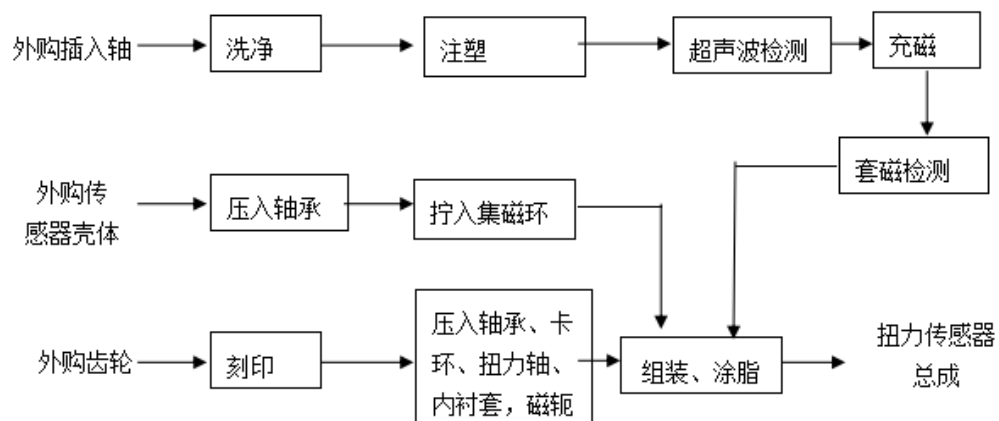 外购插入轴
洗净
注塑
超声波检测
充磁
套磁检测
外购传
感器壳体
压入轴承
拧入集磁环
外购齿轮
刻印
压入轴承、卡
环、扭力轴、
内衬套，磁轭
组装、涂脂
扭力传感器
总成